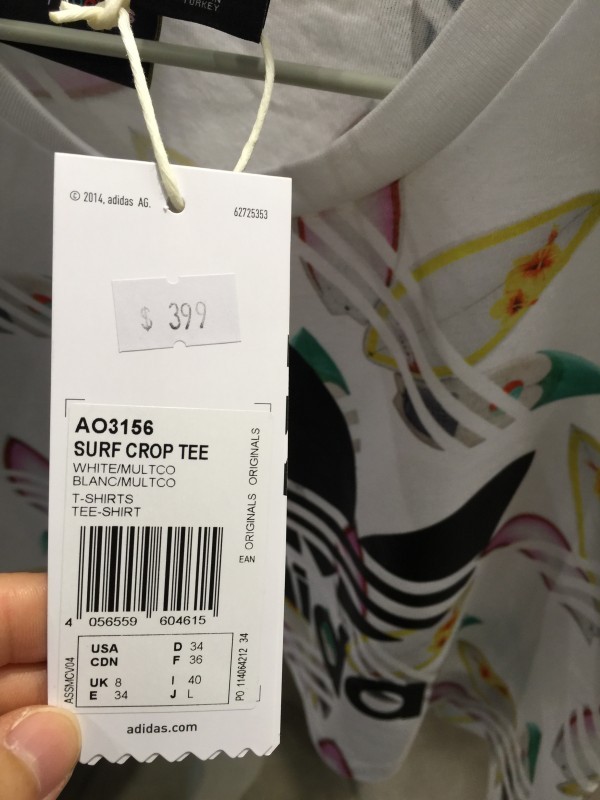 TURKEY
© 2014, adidas AG.
62725353
$ 399
AO3156
SURF CROP TEE
WHITE/MULTCO
BLANC/MULTCO
T-SHIRTS
TEE-SHIRT
ORIGINALS ORIGINALS
EAN
4 056559 604615
ASSMCV04
USA D 34
CDN F 36
UK 8 I 40
E 34 J L
PO 114064212 34
adidas.com